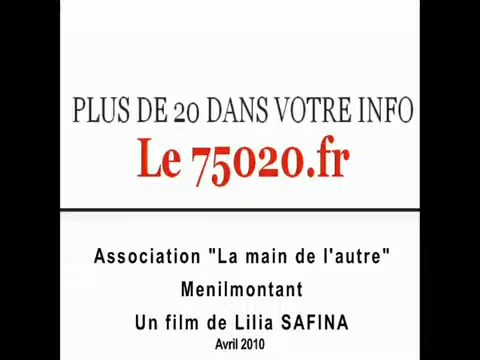 PLUS DE 20 DANS VOTRE INFO
Le 75020.fr
Association "La main de l'autre"
Menilmontant
Un film de Lilia SAFINA
Avril 2010